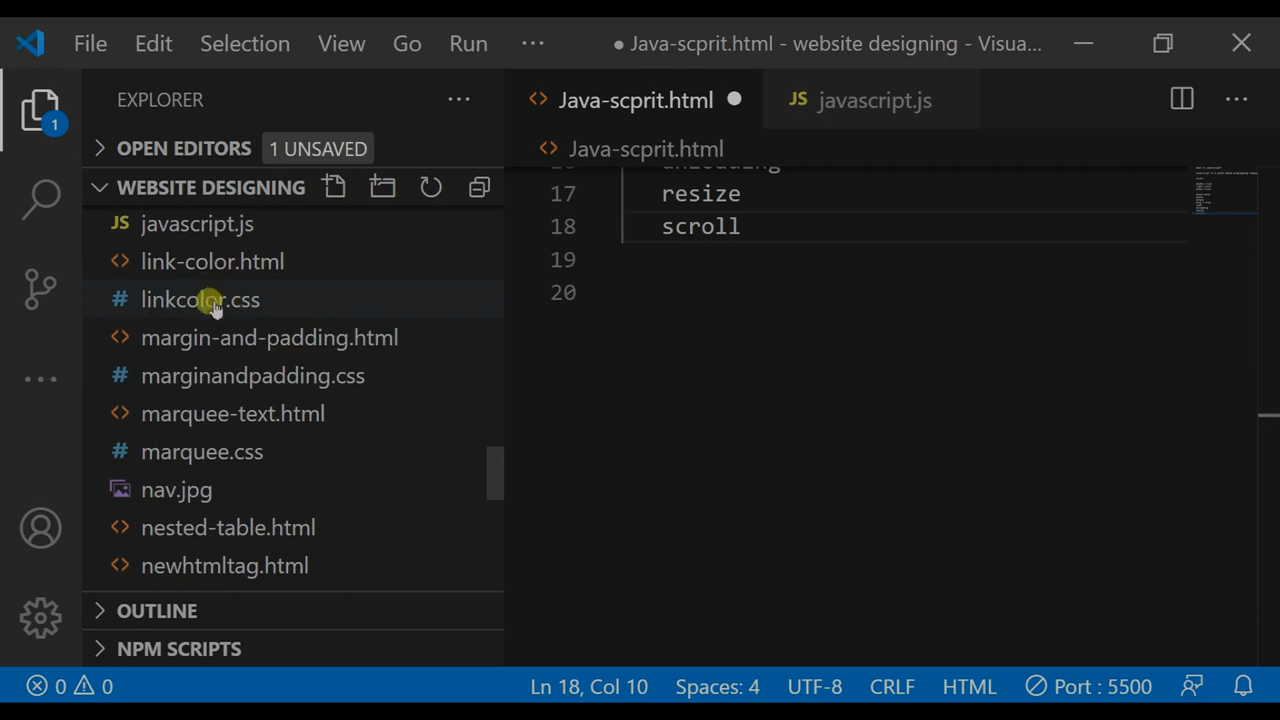 File Edit Selection View Go Run ··· ● Java-scprit.html - website designing - Visua...
EXPLORER ···
Java-scprit.html ●
JS javascript.js
OPEN EDITORS 1 UNSAVED
Java-scprit.html
WEBSITE DESIGNING
JS javascript.js
link-color.html
# linkcolor.css
margin-and-padding.html
# marginandpadding.css
marquee-text.html
# marquee.css
nav.jpg
nested-table.html
newhtmltag.html
OUTLINE
NPM SCRIPTS
1
17 resize
18 scroll
19
20
0 0 Ln 18, Col 10 Spaces: 4 UTF-8 CRLF HTML Port : 5500